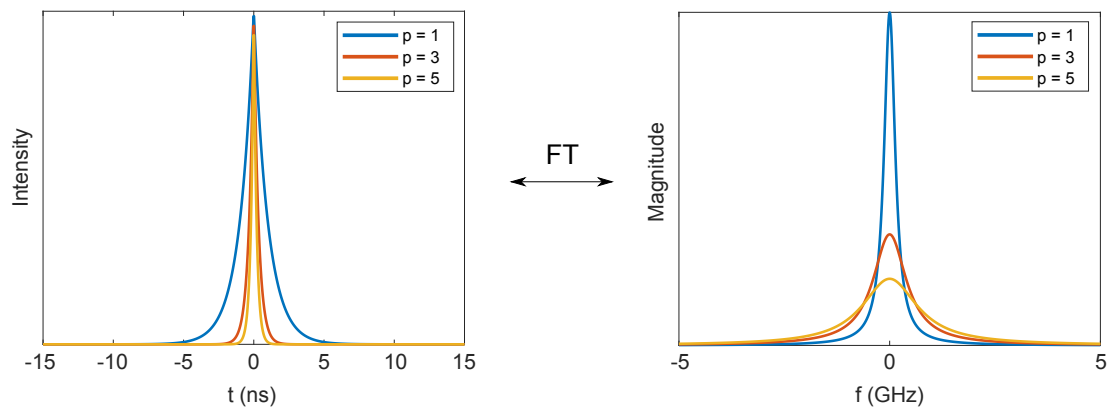 Intensity
p = 1
p = 3
p = 5
-15 -10 -5 0 5 10 15
t (ns)
FT
Magnitude
p = 1
p = 3
p = 5
-5 0 5
f (GHz)